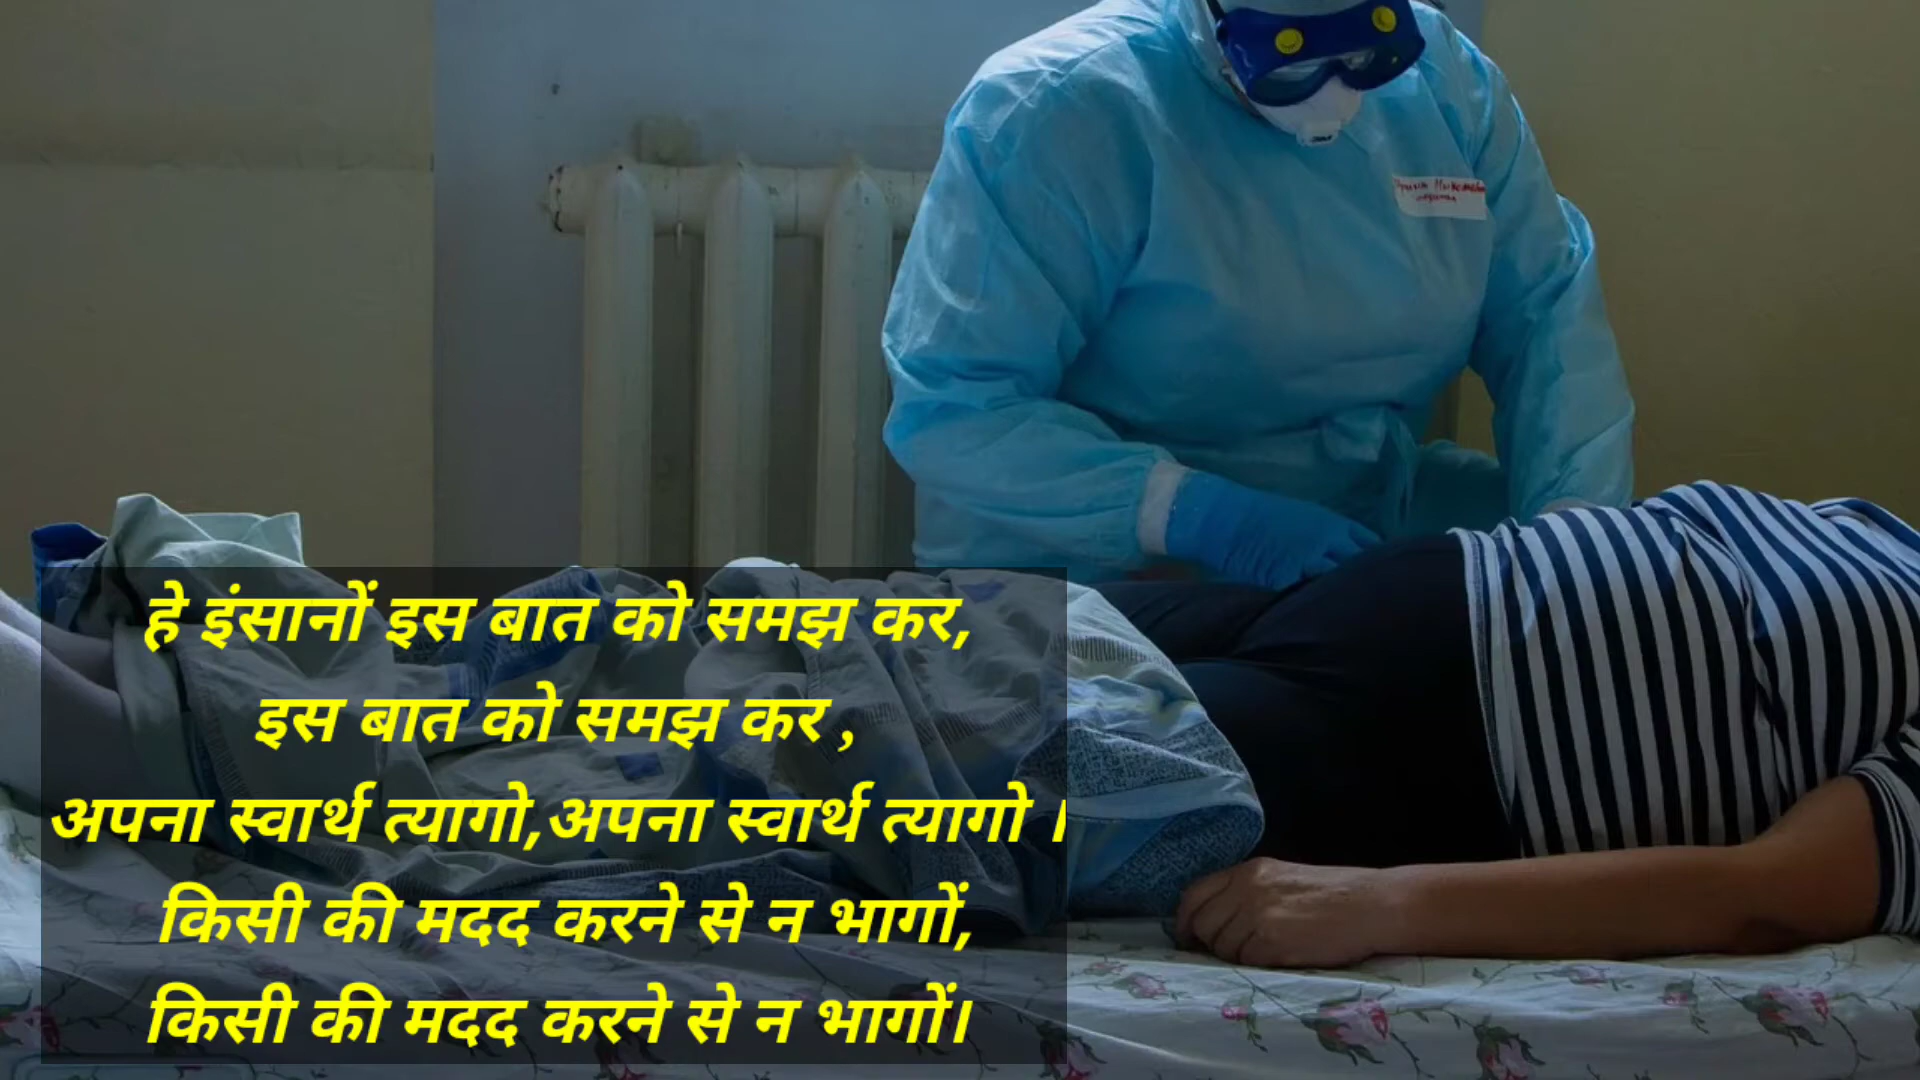 हे इंसानों इस बात को समझ कर,
इस बात को समझ कर ,
अपना स्वार्थ त्यागो,अपना स्वार्थ त्यागो ।
किसी की मदद करने से न भागों,
किसी की मदद करने से न भागों।